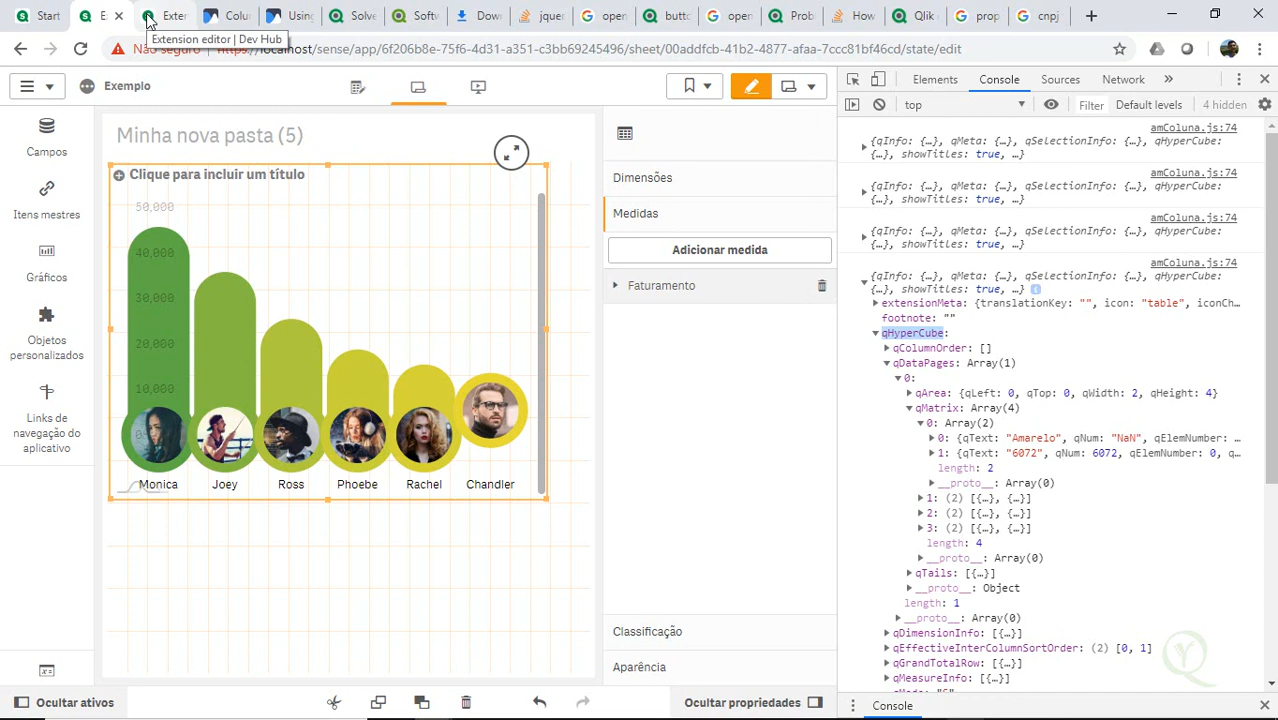 Start
E
Exter
Colu
Using
Solve
Softw
Dow
jquer
open
butto
open
Prob
How
Qlik
prop
cnpj
Extension editor | Dev Hub
Não seguro
https://localhost/sense/app/6f206b8e-75f6-4d31-a351-
/sheet/00addfcb-41b2-4877-afaa-7ccc81bf6bcd/state/edit
Exemplo
Elements
Console
Sources
Network
top
Filter
Default levels
4 hidden
Campos
Itens mestres
Gráficos
Objetos
personalizados
Links de
navegação do
aplicativo
Minha nova pasta (5)
Clique para incluir um título
50,000
40,000
30,000
20,000
10,000
Monica
Joey
Ross
Phoebe
Rachel
Chandler
Dimensões
Medidas
Adicionar medida
Faturamento
Classificação
Aparência
amColuna.js:74
{qInfo: {…}, qMeta: {…}, qSelectionInfo: {…}, qHyperCube:
{…}, showTitles: true, …}
amColuna.js:74
{qInfo: {…}, qMeta: {…}, qSelectionInfo: {…}, qHyperCube:
{…}, showTitles: true, …}
amColuna.js:74
{qInfo: {…}, qMeta: {…}, qSelectionInfo: {…}, qHyperCube:
{…}, showTitles: true, …}
amColuna.js:74
{qInfo: {…}, qMeta: {…}, qSelectionInfo: {…}, qHyperCube:
{…}, showTitles: true, …}
extensionMeta: {translationKey: "", icon: "table", iconCh…
footnote: ""
qHyperCube:
qColumnOrder: []
qDataPages: Array(1)
0:
qArea: {qLeft: 0, qTop: 0, qWidth: 2, qHeight: 4}
qMatrix: Array(4)
0: Array(2)
0: {qText: "Amarelo", qNum: "NaN", qElemNumber: …
1: {qText: "6072", qNum: 6072, qElemNumber: 0, q…
length: 2
__proto__: Array(0)
1: (2) [{…}, {…}]
2: (2) [{…}, {…}]
3: (2) [{…}, {…}]
length: 4
__proto__: Array(0)
qTails: [{…}]
__proto__: Object
length: 1
__proto__: Array(0)
qDimensionInfo: [{…}]
qEffectiveInterColumnSortOrder: (2) [0, 1]
qGrandTotalRow: [{…}]
qMeasureInfo: [{…}]
Ocultar ativos
Ocultar propriedades
Console